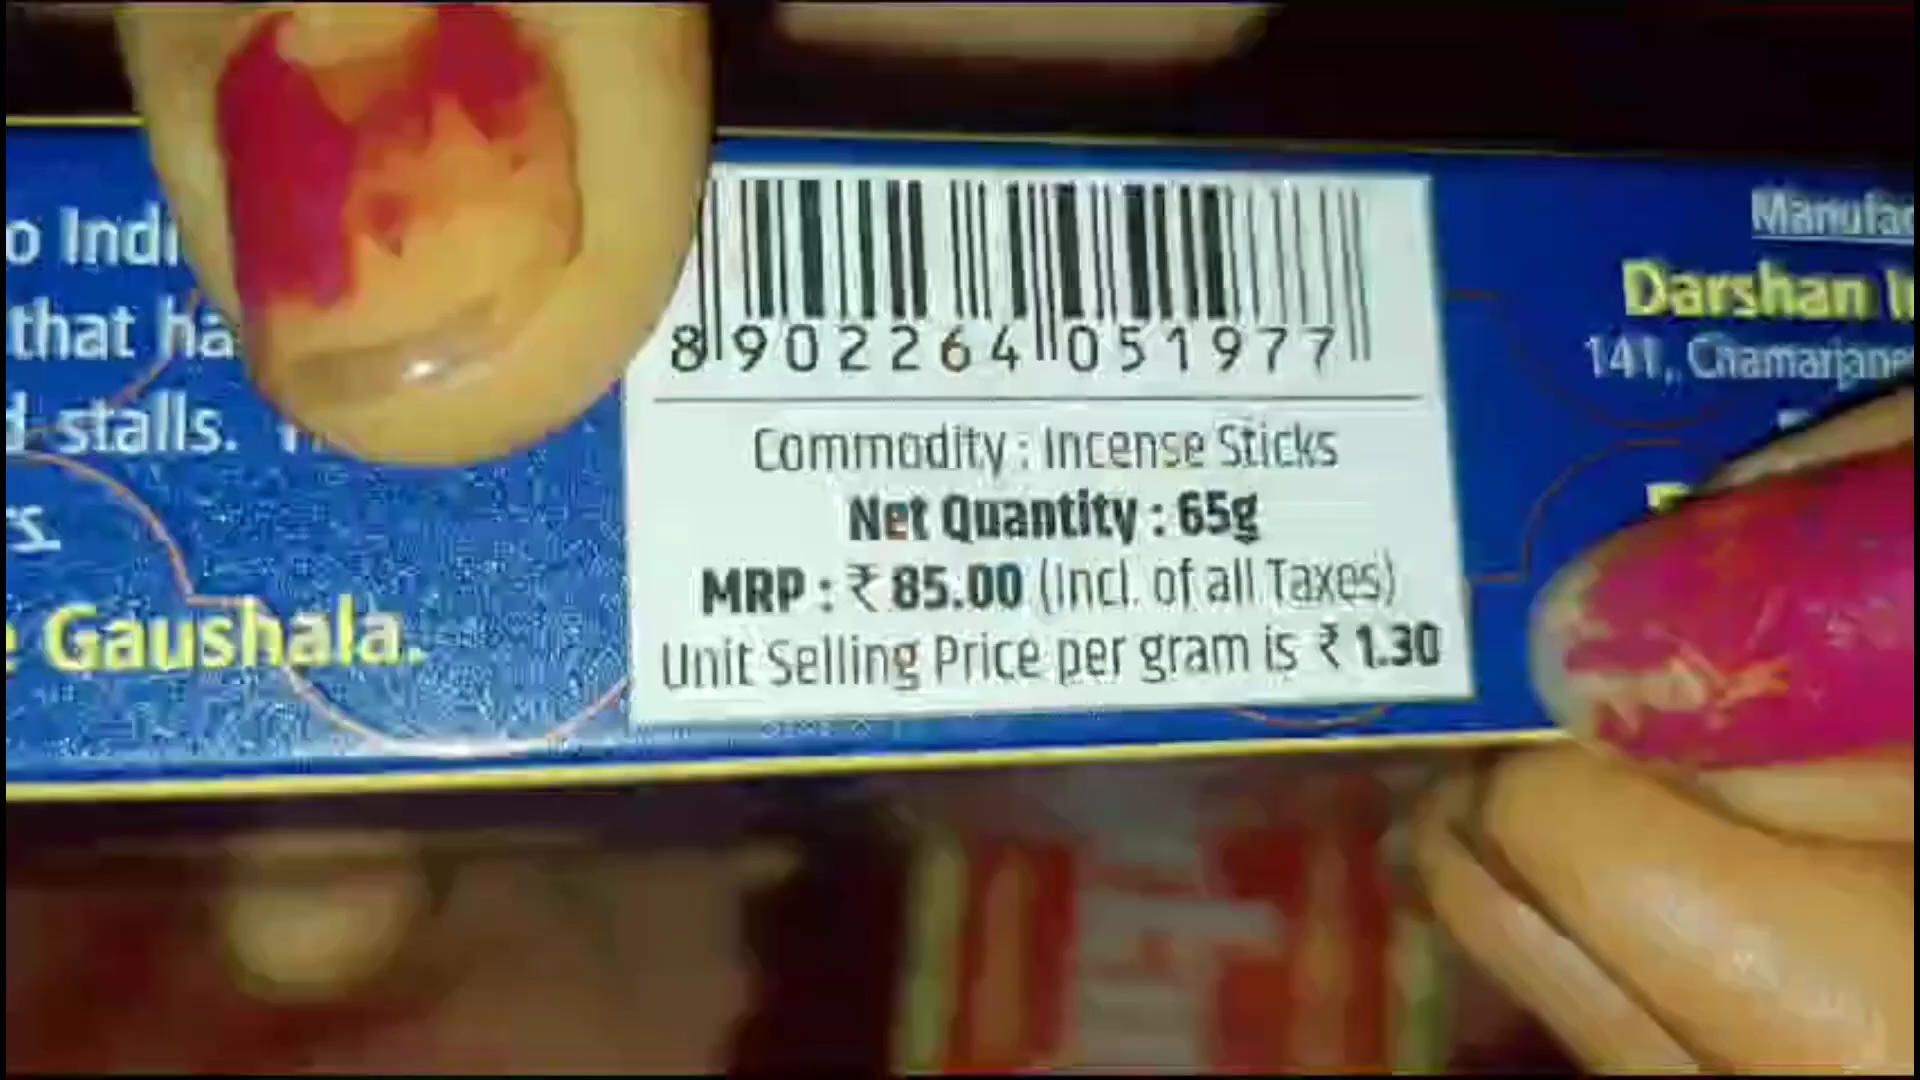 o Indi
that ha
d stalls.
Gaushala.
8 902264 051977
Commodity : Incense Sticks
Net Quantity : 65g
MRP : ₹ 85.00 (Incl. of all Taxes)
Unit Selling Price per gram is ₹ 1.30
Manufac
Darshan I
141, Chamarjane